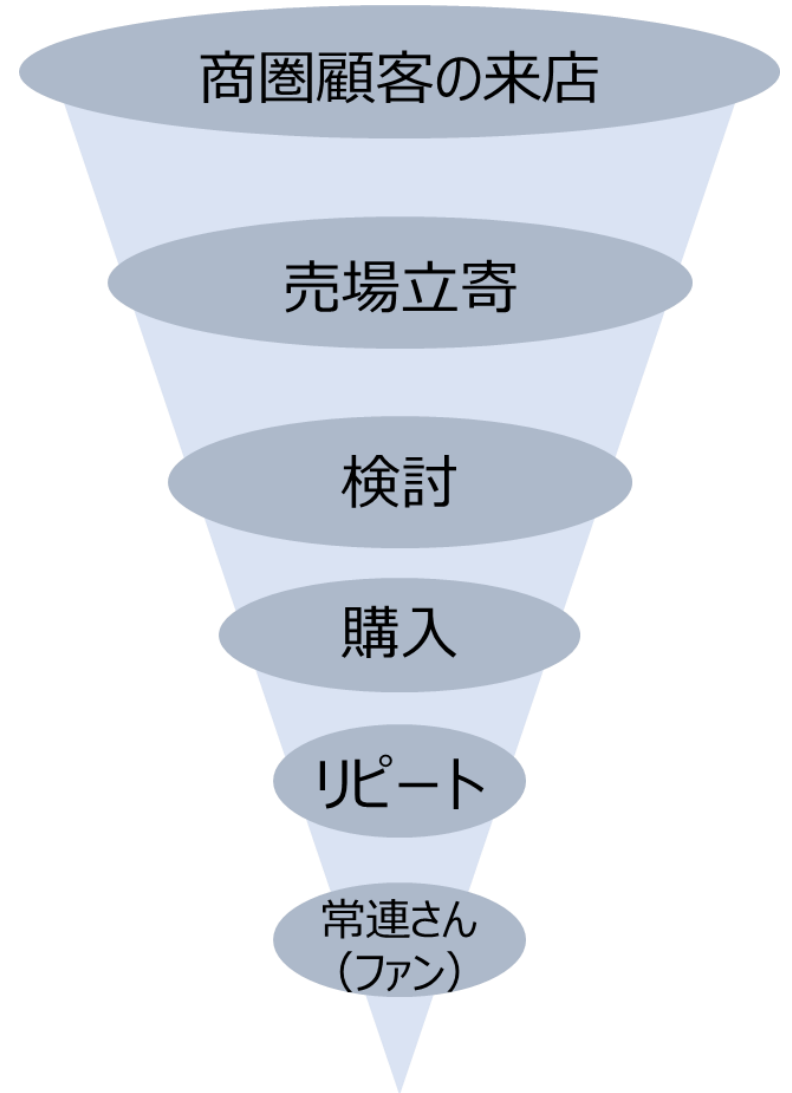 商圏顧客の来店
売場立寄
検討
購入
リピート
常連さん
（ファン）